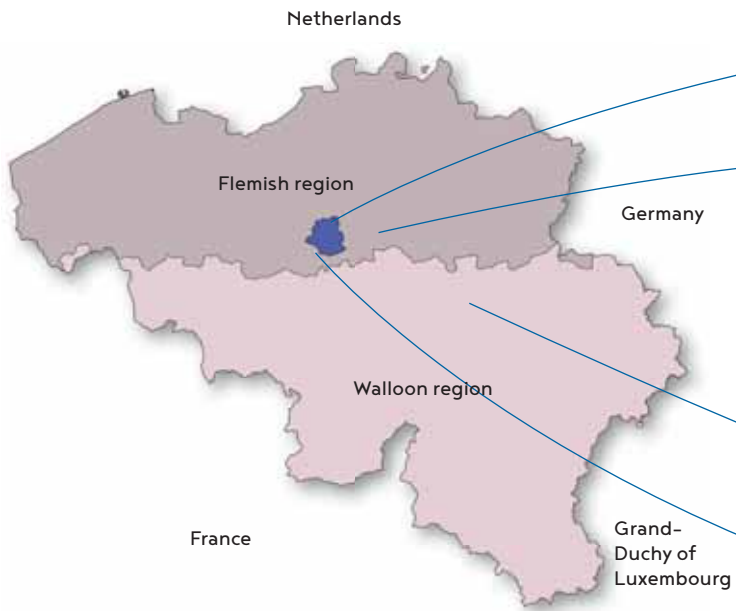 Netherlands
Flemish region
Germany
Walloon region
France
Grand-
Duchy of
Luxembourg